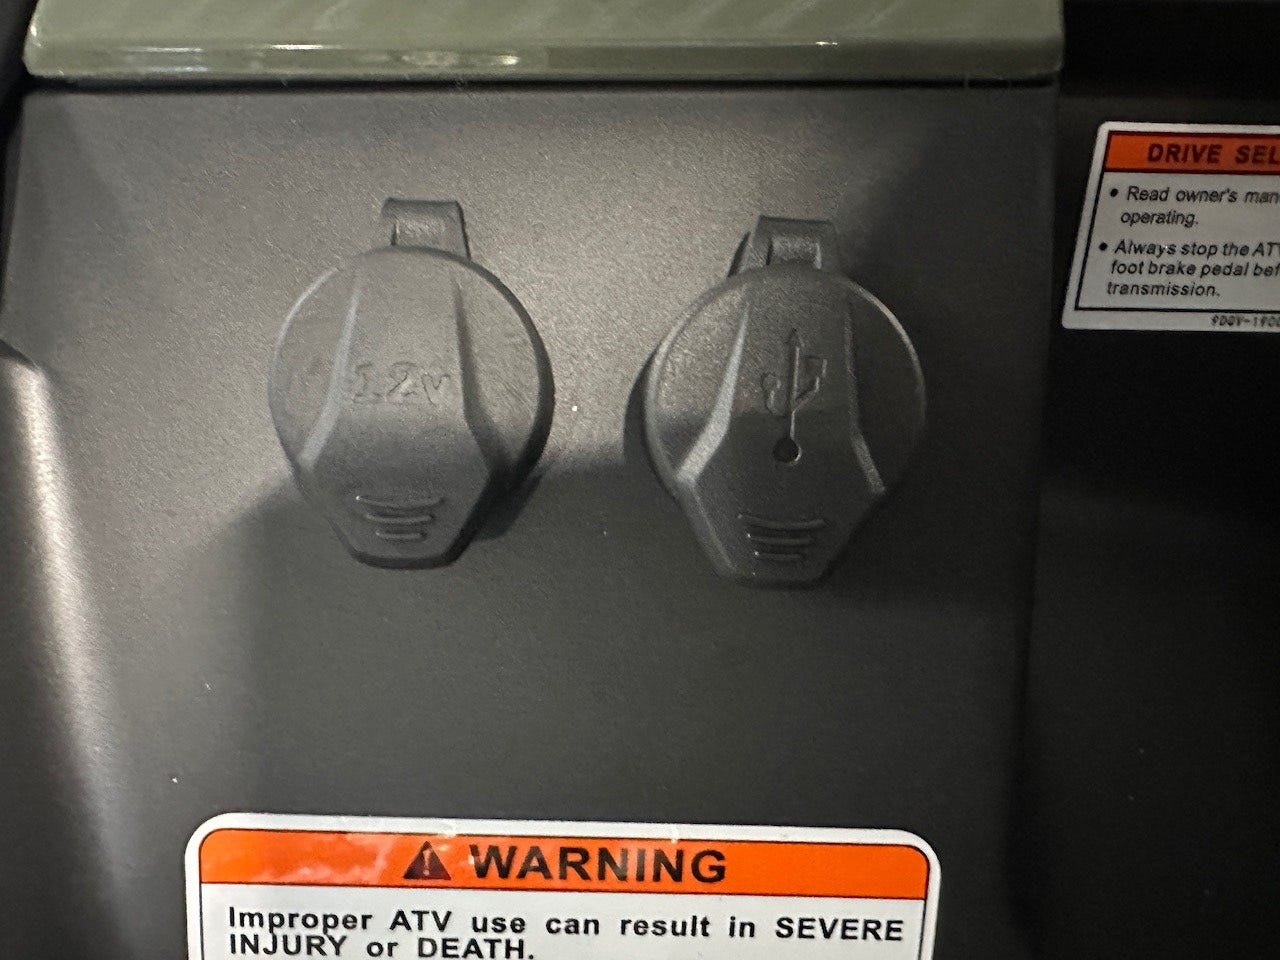 12v
DRIVE SEL
• Read owner's man
operating.
• Always stop the ATV
foot brake pedal bef
transmission.
WARNING
Improper ATV use can result in SEVERE
INJURY or DEATH.